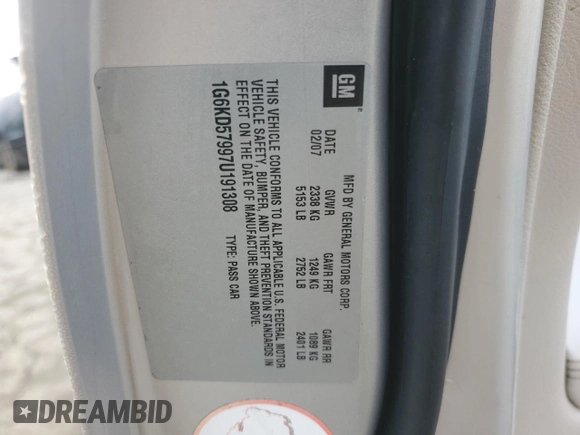 GM
MFD BY GENERAL MOTORS CORP.
DATE GVWR GAWR FRT GAWR RR
02/07 2338 KG 1249 KG 1089 KG
5153 LB 2752 LB 2401 LB
THIS VEHICLE CONFORMS TO ALL APPLICABLE U.S. FEDERAL MOTOR
VEHICLE SAFETY, BUMPER, AND THEFT PREVENTION STANDARDS IN
EFFECT ON THE DATE OF MANUFACTURE SHOWN ABOVE.
1G6KD57997U191308 TYPE: PASS CAR
DREAMBID